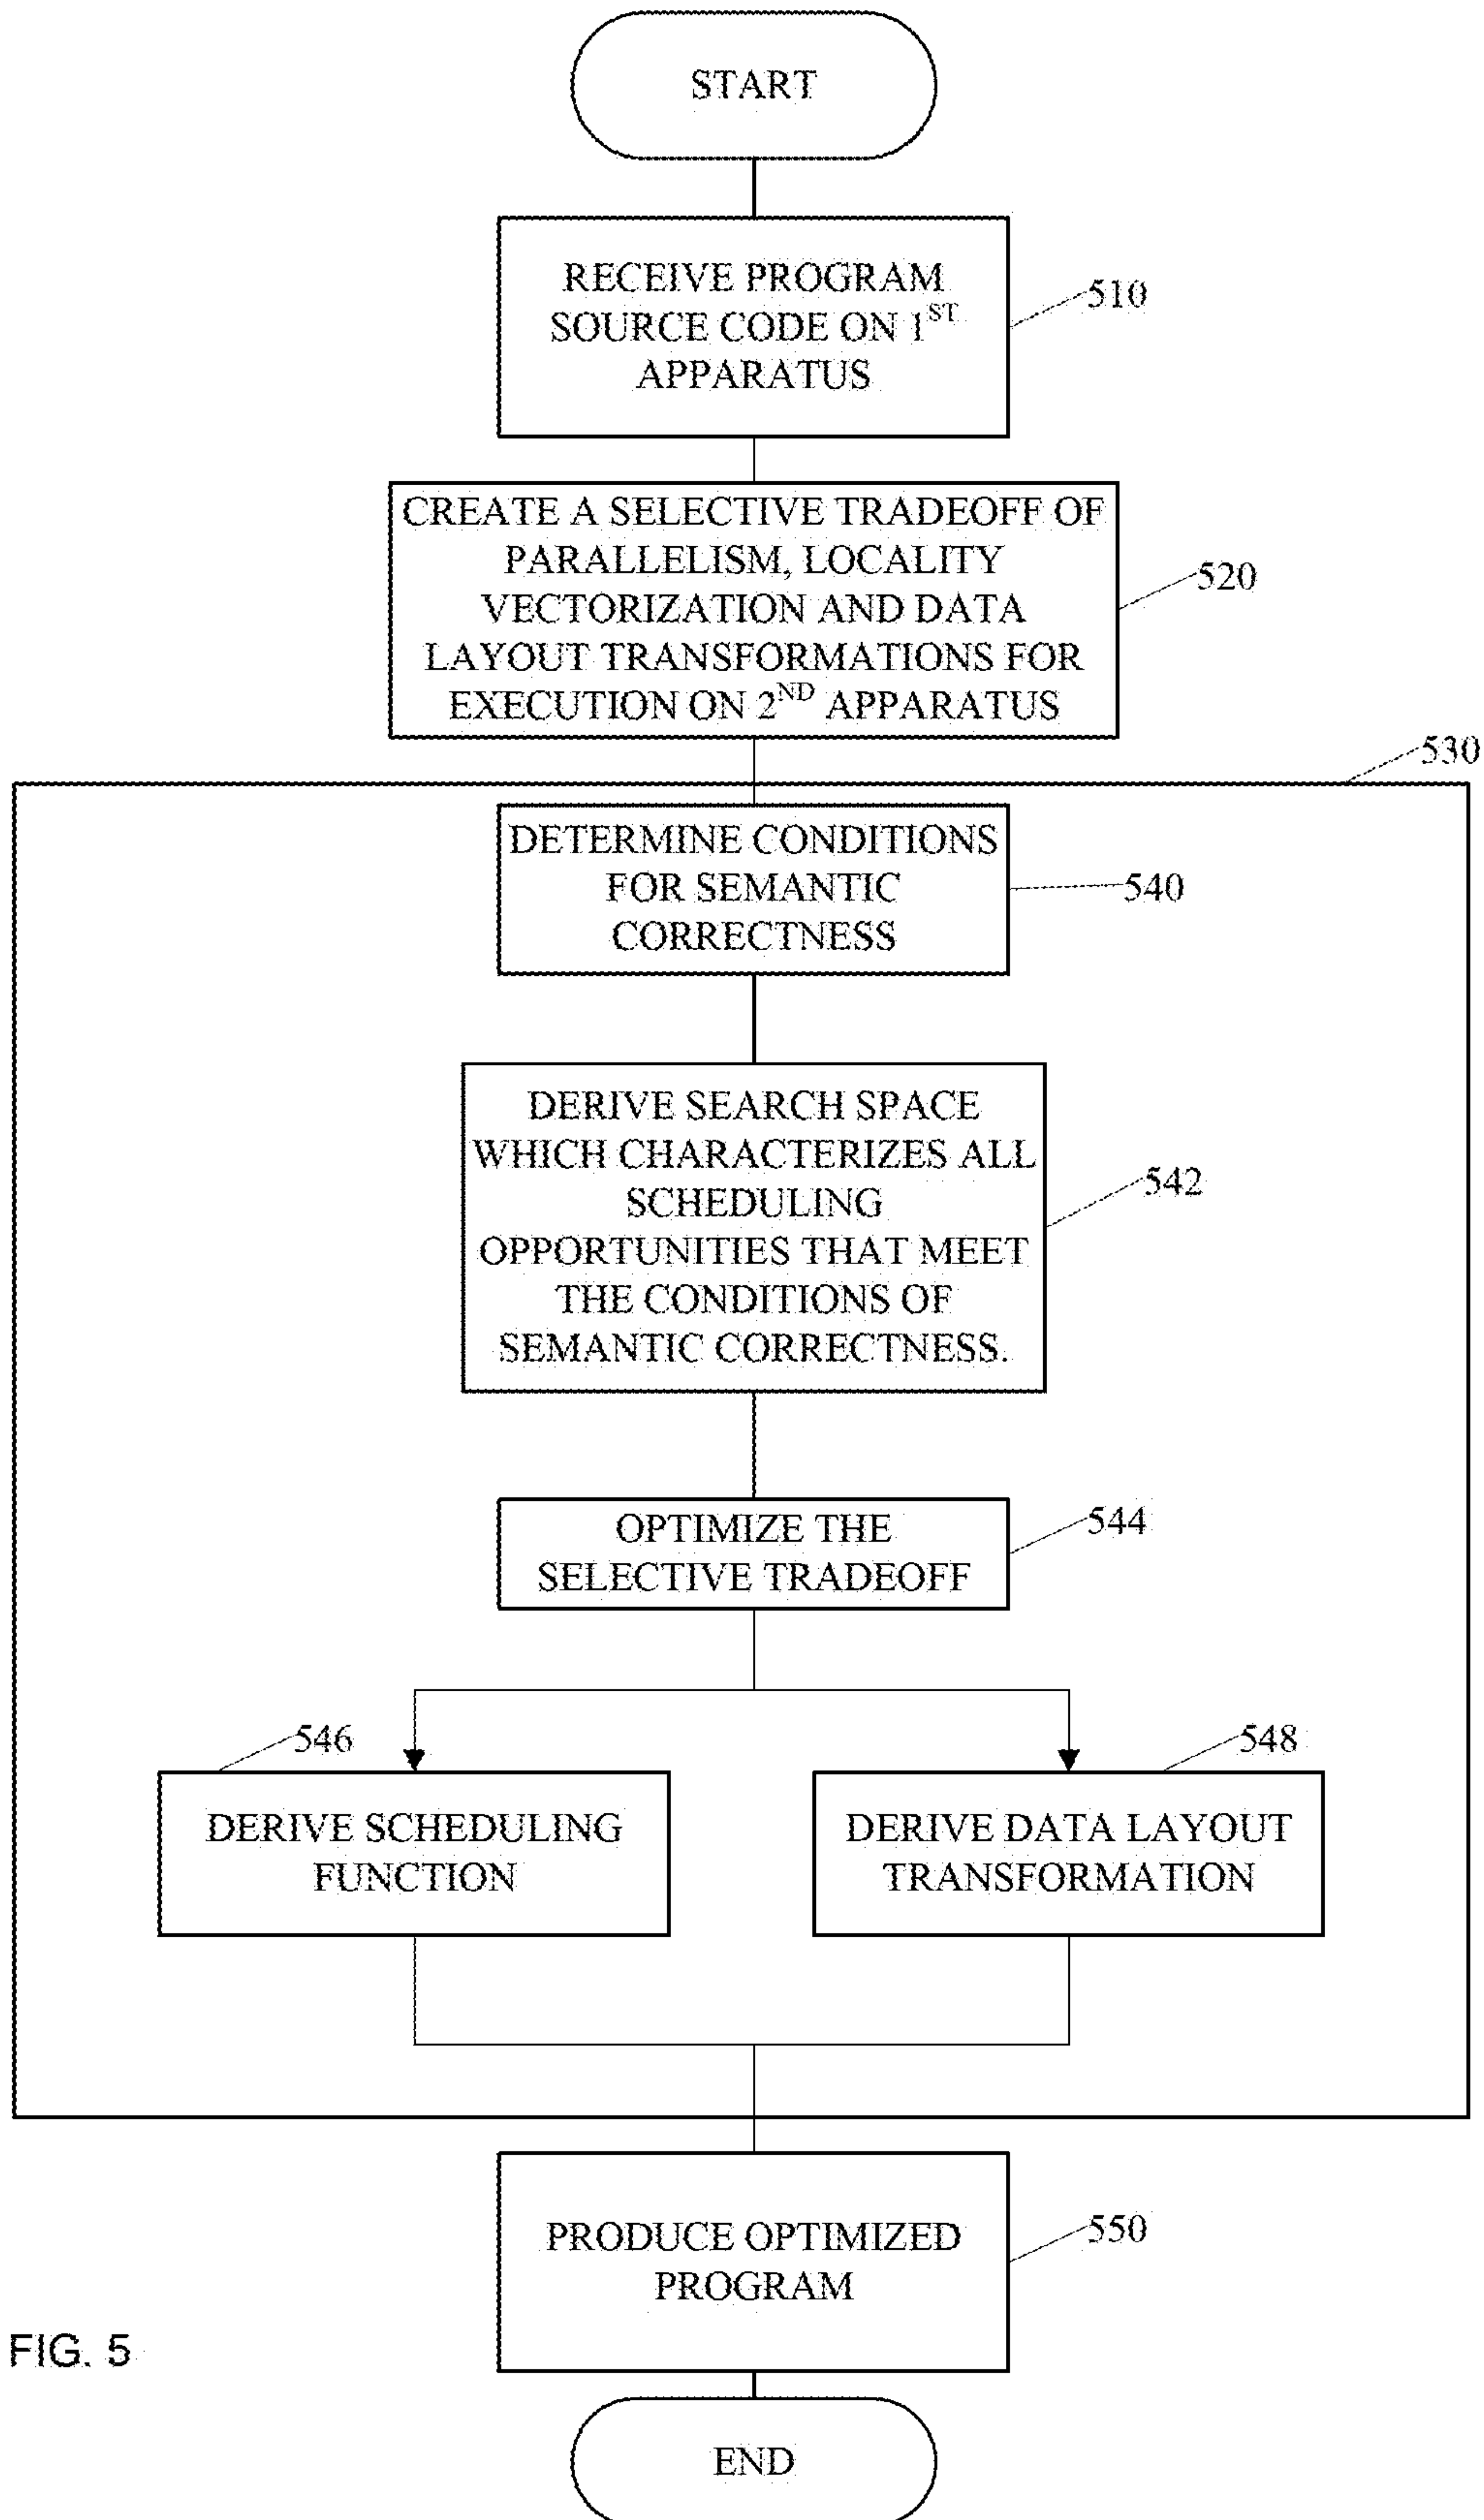 START
RECEIVE PROGRAM
SOURCE CODE ON 1ST
APPARATUS
510
CREATE A SELECTIVE TRADEOFF OF
PARALLELISM, LOCALITY
VECTORIZATION AND DATA
LAYOUT TRANSFORMATIONS FOR
EXECUTION ON 2ND APPARATUS
520
530
DETERMINE CONDITIONS
FOR SEMANTIC
CORRECTNESS
540
DERIVE SEARCH SPACE
WHICH CHARACTERIZES ALL
SCHEDULING
OPPORTUNITIES THAT MEET
THE CONDITIONS OF
SEMANTIC CORRECTNESS.
542
OPTIMIZE THE
SELECTIVE TRADEOFF
544
546
DERIVE SCHEDULING
FUNCTION
548
DERIVE DATA LAYOUT
TRANSFORMATION
PRODUCE OPTIMIZED
PROGRAM
550
FIG. 5
END